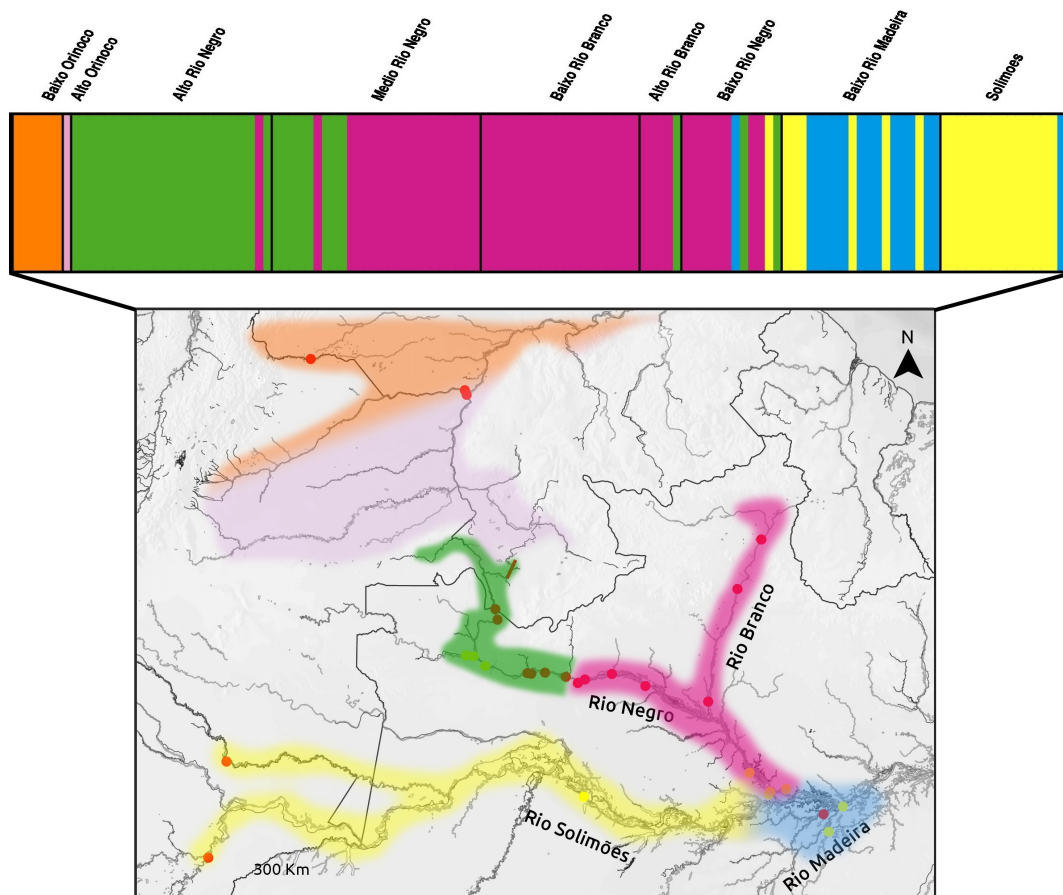 Baixo Orinoco
Alto Orinoco
Alto Rio Negro
Medio Rio Negro
Baixo Rio Branco
Alto Rio Branco
Baixo Rio Negro
Baixo Rio Madeira
Solimoes
N
Rio Branco
Rio Negro
Rio Solimões
Rio Madeira
300 Km